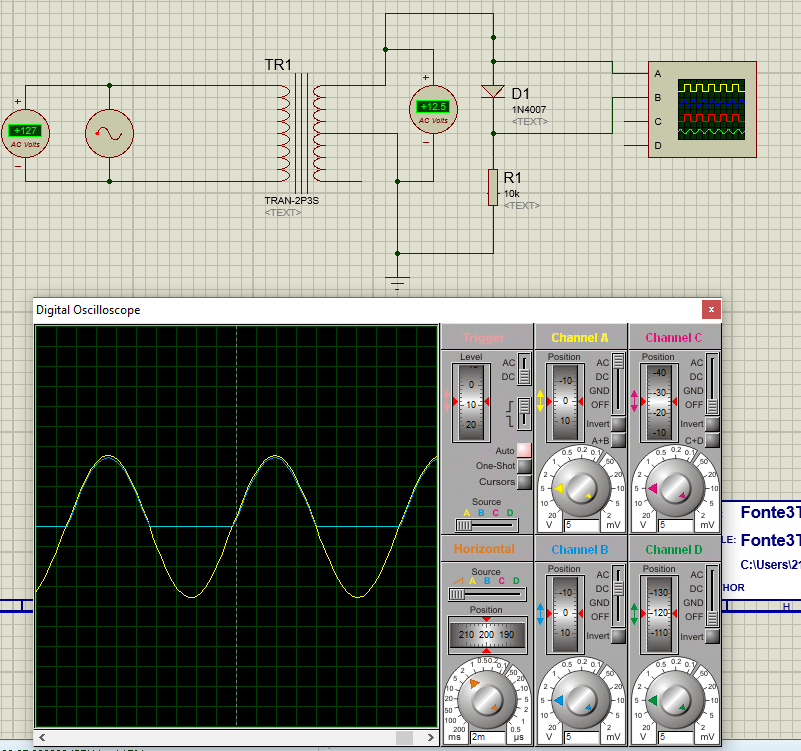 TR1
+127
AC Volts
TRAN-2P3S
<TEXT>
+12.5
AC Volts
D1
1N4007
<TEXT>
R1
10k
<TEXT>
A
B
C
D
Digital Oscilloscope
Trigger
Level
AC
DC
0
10
20
Auto
One-Shot
Cursors
Source
A B C D
Channel A
Position
AC
DC
GND
OFF
Invert
A+B
-10
0
10
V 5 mV
Channel C
Position
AC
DC
GND
OFF
Invert
C+D
-40
-30
-20
-10
V 5 mV
Horizontal
Source
A B C D
Position
210 200 190
ms 2m µs
Channel B
Position
AC
DC
GND
OFF
Invert
-10
0
10
V 5 mV
Channel D
Position
AC
DC
GND
OFF
Invert
-130
-120
-110
V 5 mV
Fonte3T
LE: Fonte3T
C:\Users\21
HOR
H